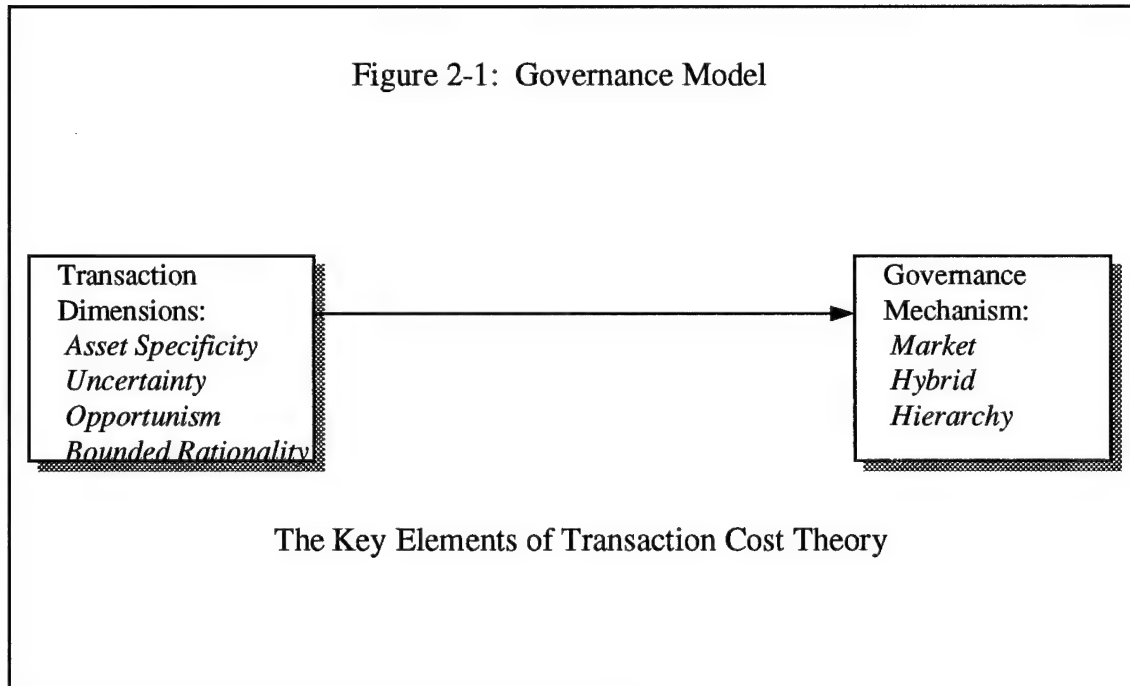 Figure 2-1: Governance Model
Transaction
Dimensions:
Asset Specificity
Uncertainty
Opportunism
Bounded Rationality
Governance
Mechanism:
Market
Hybrid
Hierarchy
The Key Elements of Transaction Cost Theory